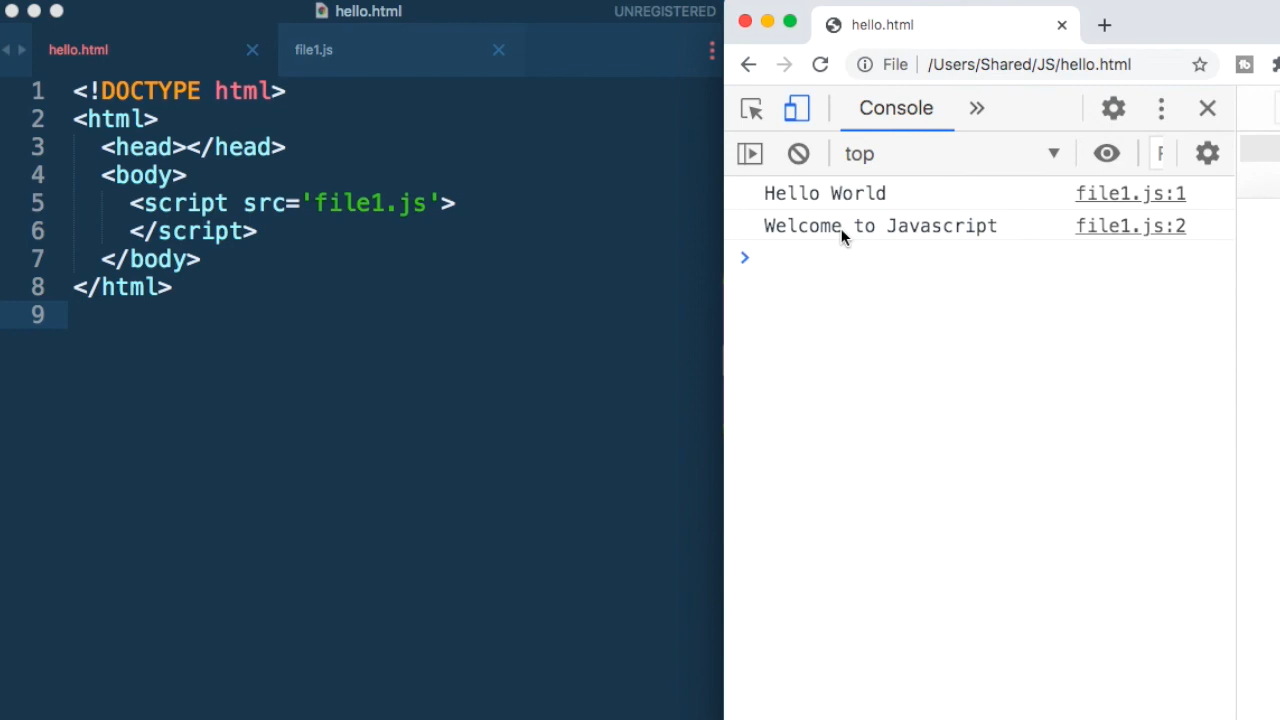 hello.html
UNREGISTERED
hello.html
file1.js
1 <!DOCTYPE html>
2 <html>
3 <head></head>
4 <body>
5 <script src='file1.js'>
6 </script>
7 </body>
8 </html>
9
hello.html
File /Users/Shared/JS/hello.html
Console
top
Hello World file1.js:1
Welcome to Javascript file1.js:2